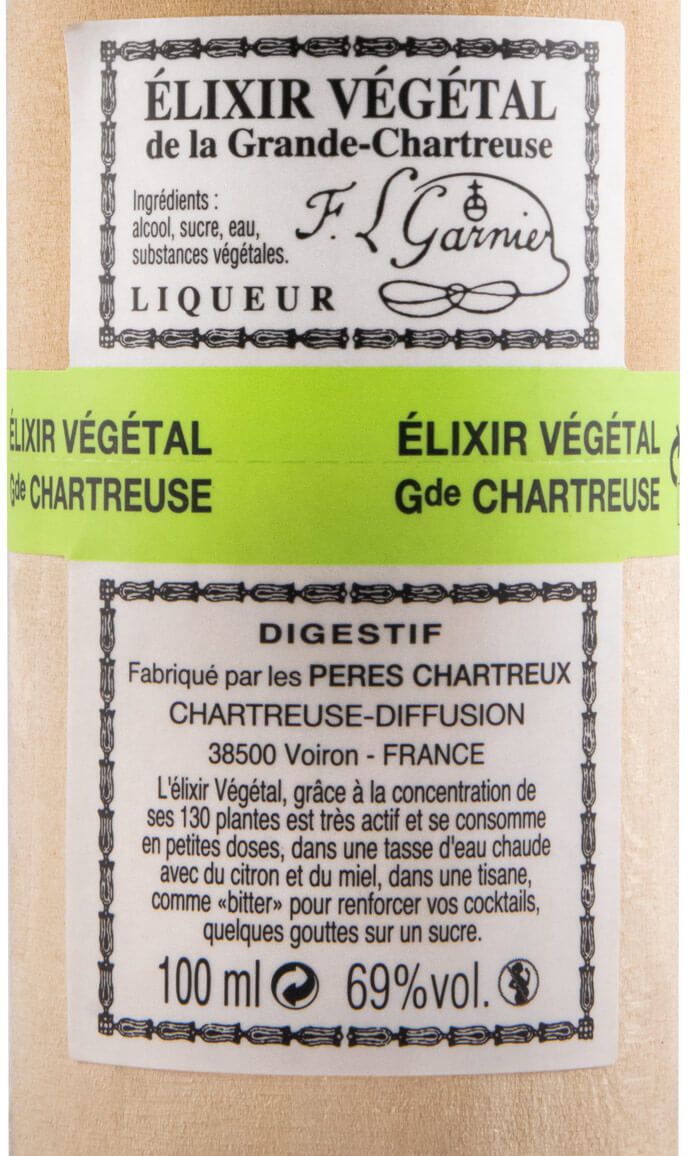 ÉLIXIR VÉGÉTAL
de la Grande-Chartreuse
Ingrédients :
alcool, sucre, eau,
substances végétales.
F. L Garnier
LIQUEUR
ÉLIXIR VÉGÉTAL
Gde CHARTREUSE
ÉLIXIR VÉGÉTAL
Gde CHARTREUSE
DIGESTIF
Fabriqué par les PERES CHARTREUX
CHARTREUSE-DIFFUSION
38500 Voiron - FRANCE
L'élixir Végétal, grâce à la concentration de
ses 130 plantes est très actif et se consomme
en petites doses, dans une tasse d'eau chaude
avec du citron et du miel, dans une tisane,
comme «bitter» pour renforcer vos cocktails,
quelques gouttes sur un sucre.
100 ml 69%vol.